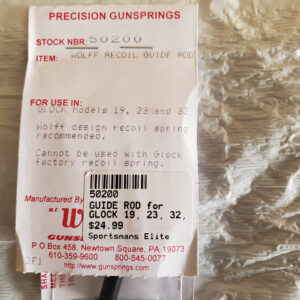 PRECISION GUNSPRINGS
STOCK NBR: 50200
ITEM: WOLFF RECOIL GUIDE ROD
FOR USE IN:
GLOCK Models 19, 23 and 32
Wolff design recoil spring
recommended.
Cannot be used with Glock
factory recoil spring.
Manufactured By
"W
GUNS
50200
GUIDE ROD for
GLOCK 19, 23, 32,
$24.99
Sportsmans Elite
P O Box 458, Newtown Square, PA 19073
610-359-9600 800-545-0077
http://www.gunsprings.com